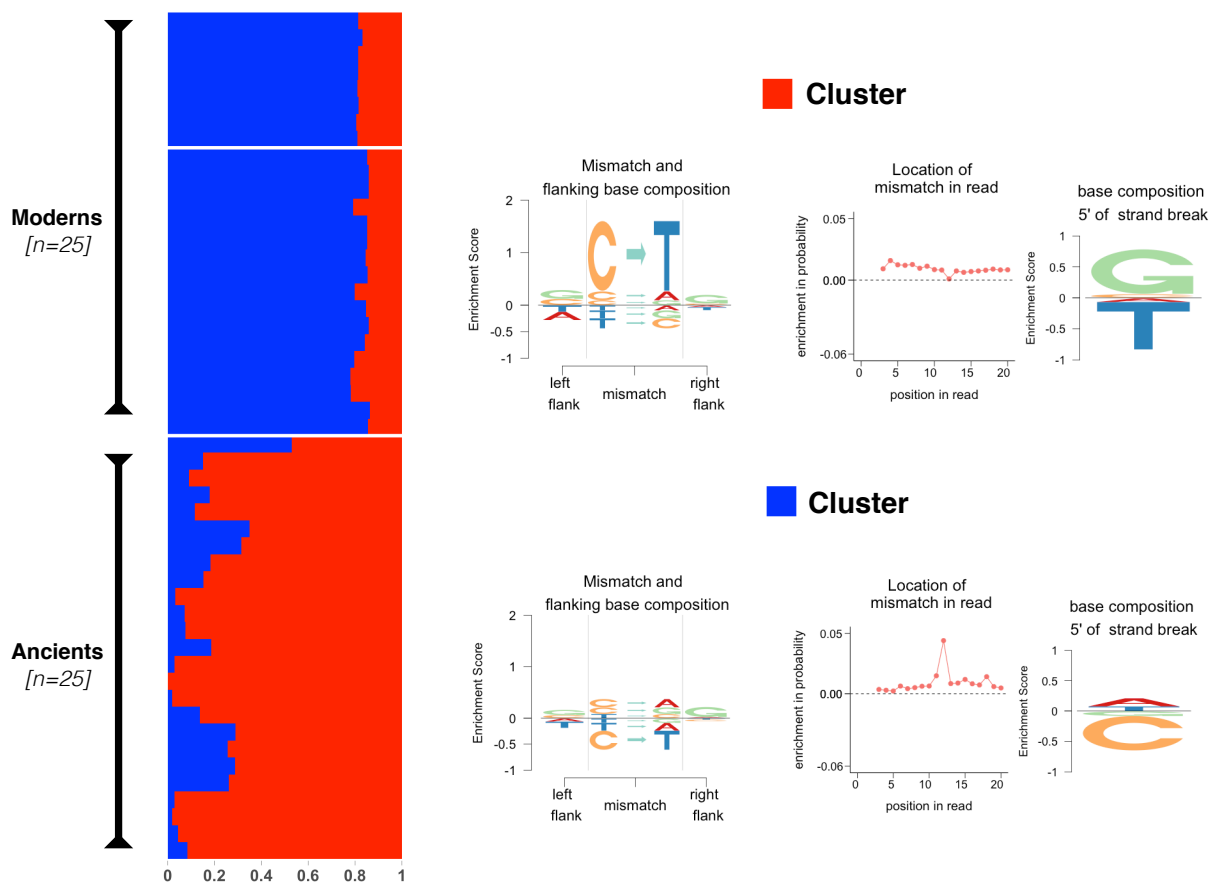 Moderns
[n=25]
Ancients
[n=25]
0 0.2 0.4 0.6 0.8 1
Cluster
Mismatch and
flanking base composition
Enrichment Score
2
1
0
-0.5
-1
C T
G C A
C T
A G C
G
left
flank
mismatch
right
flank
Location of
mismatch in read
enrichment in probability
0.05
0.00
-0.06
0 5 10 15 20
position in read
base composition
5' of strand break
Enrichment Score
1
0.5
0
-0.5
-1
G
T
Cluster
Mismatch and
flanking base composition
Enrichment Score
2
1
0
-0.5
-1
G
C C T C
A G A T
G
left
flank
mismatch
right
flank
Location of
mismatch in read
enrichment in probability
0.05
0.00
-0.06
0 5 10 15 20
position in read
base composition
5' of strand break
Enrichment Score
1
0.5
0
-0.5
-1
A
T
C